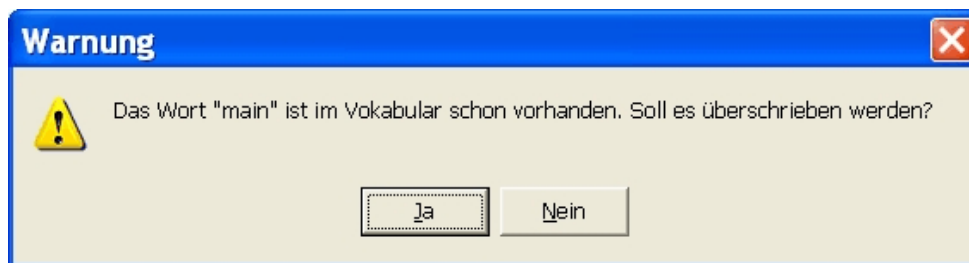 Warnung
Das Wort "main" ist im Vokabular schon vorhanden. Soll es überschrieben werden?
Ja
Nein